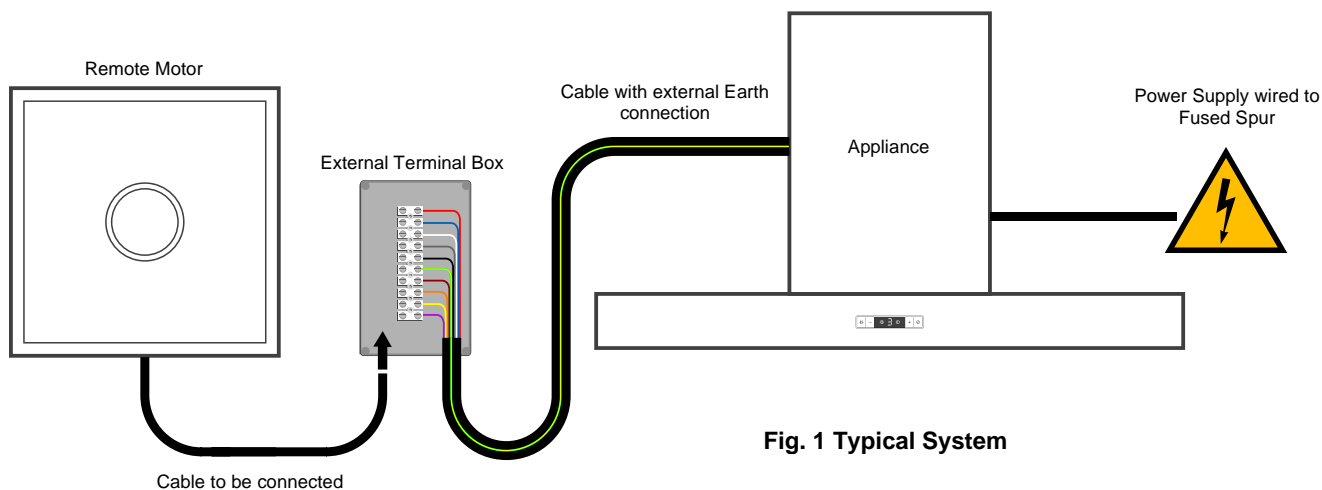 Remote Motor
External Terminal Box
Cable with external Earth
connection
Appliance
Power Supply wired to
Fused Spur
3
Fig. 1 Typical System
Cable to be connected